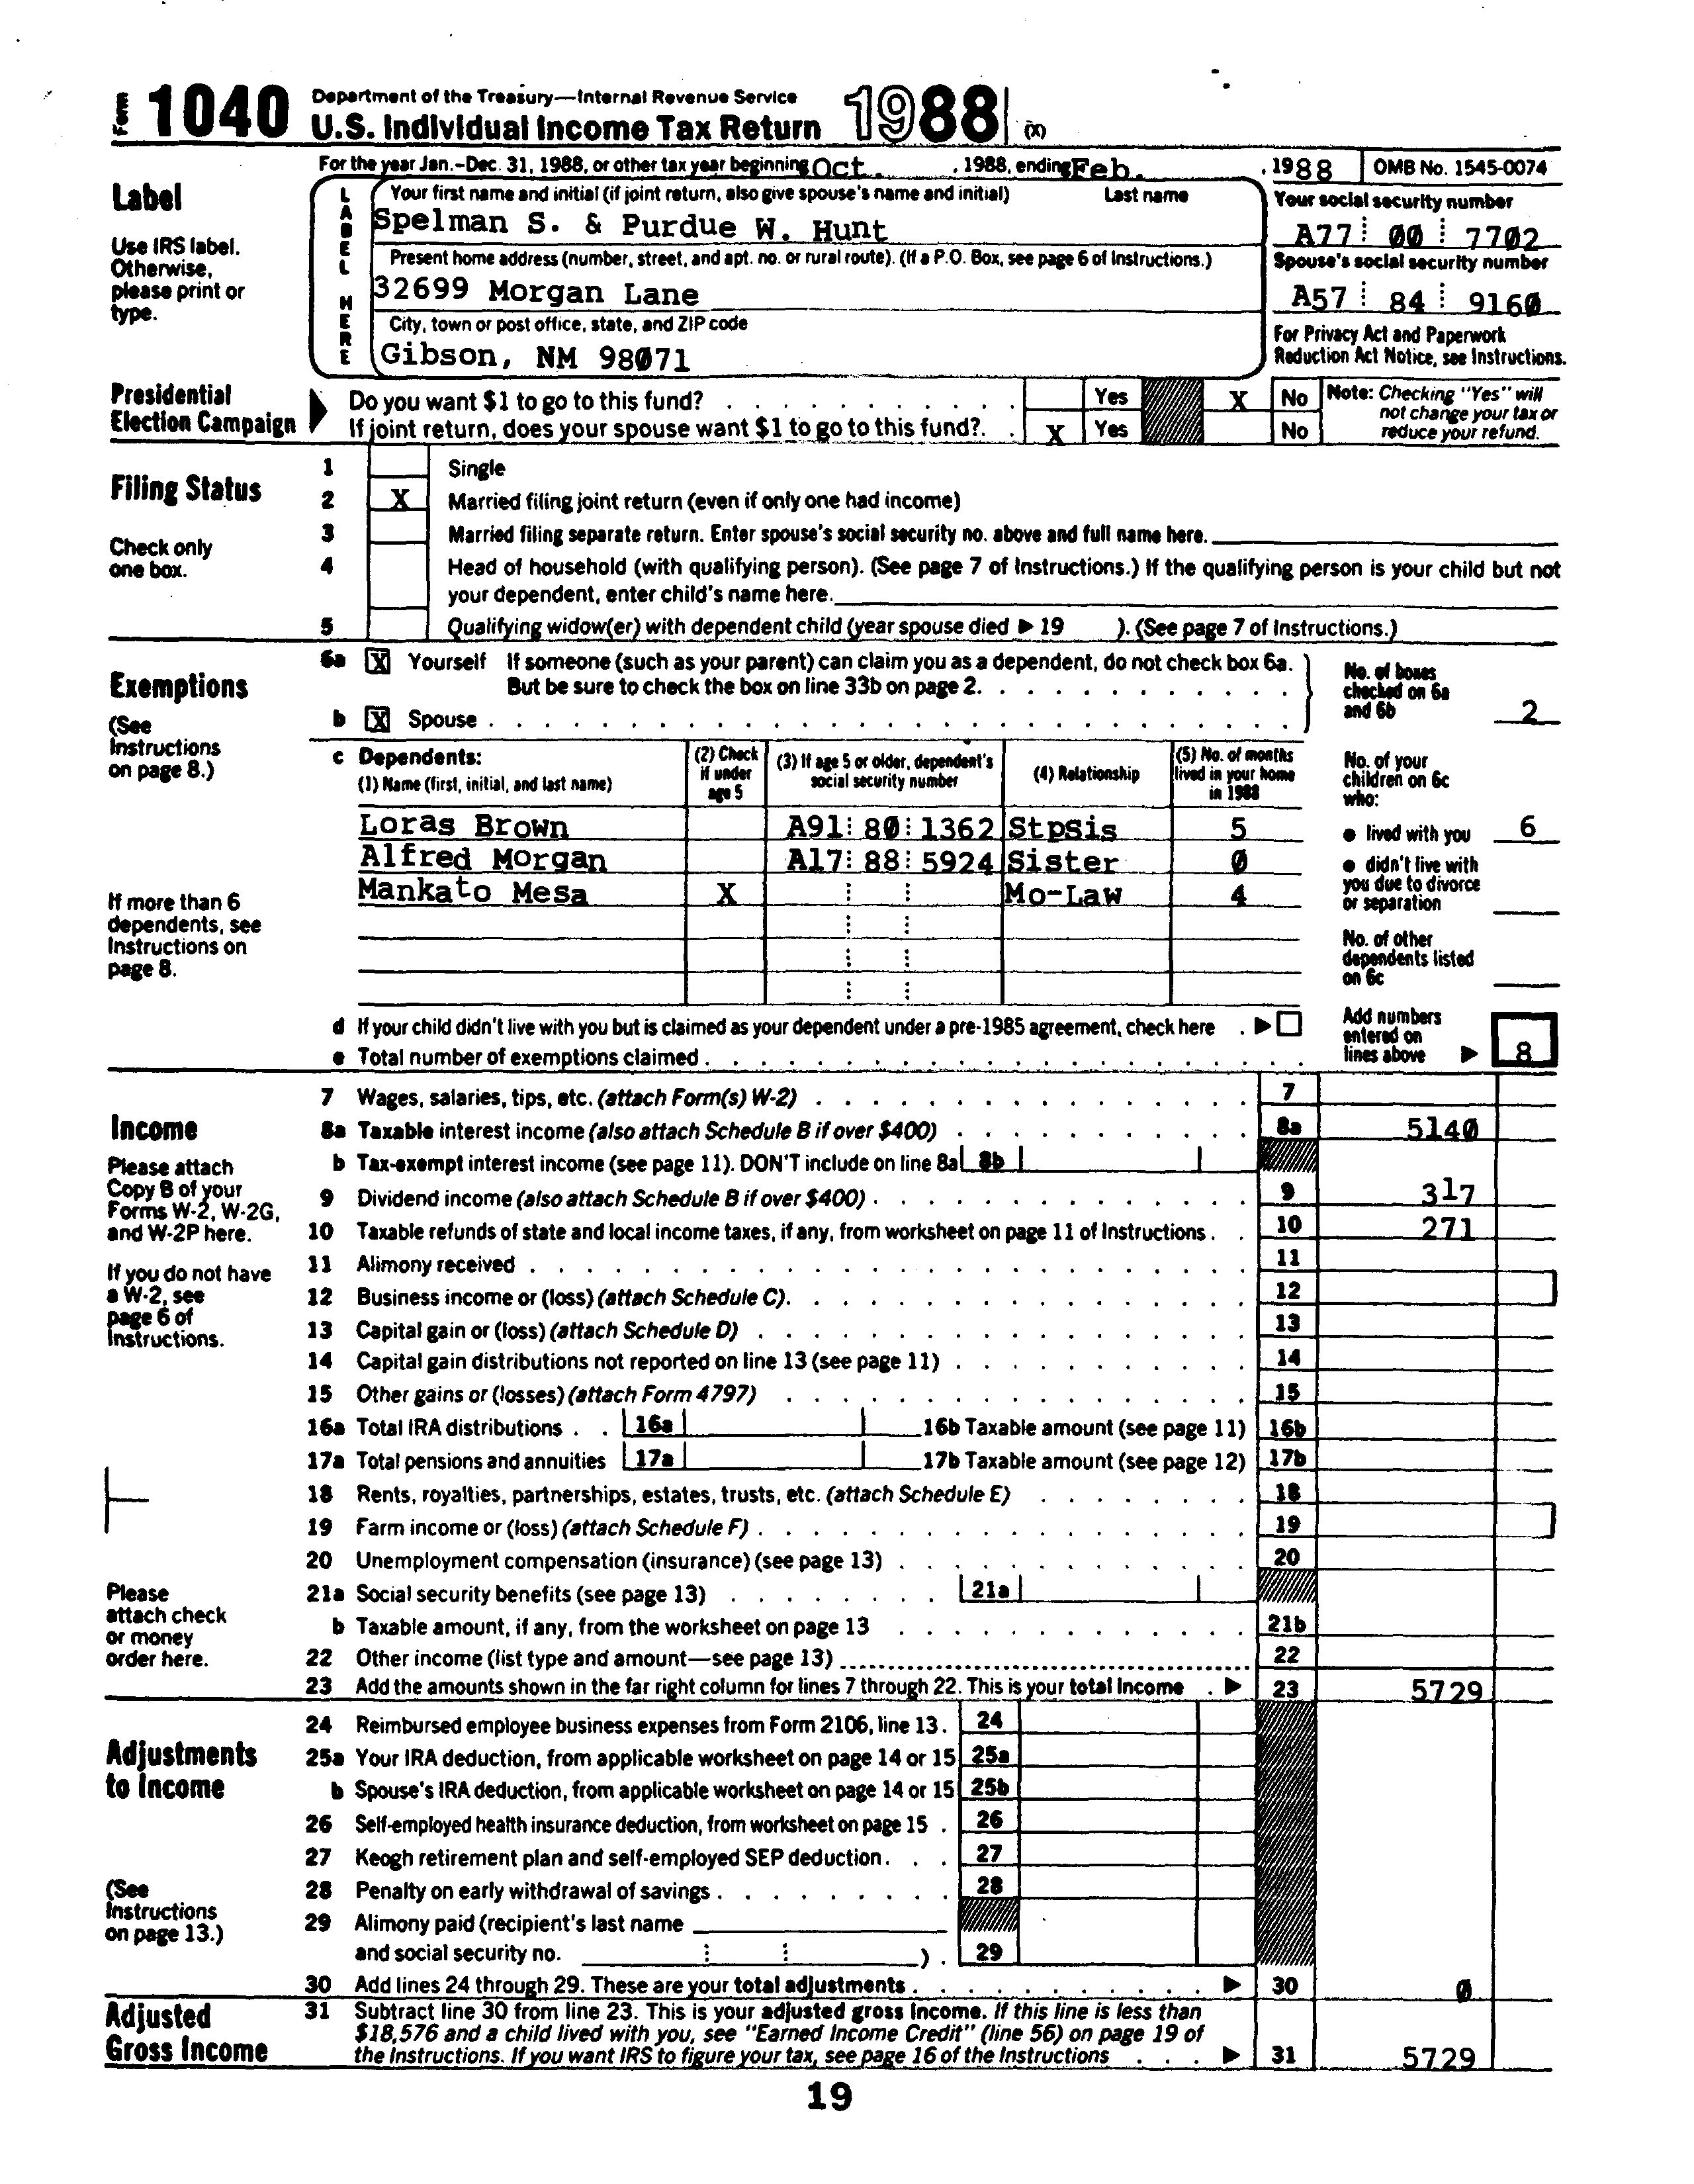 Form 1040 Department of the Treasury—Internal Revenue Service
U.S. Individual Income Tax Return 1988 (X)
For the year Jan.-Dec. 31, 1988, or other tax year beginning Oct. , 1988, ending Feb. , 1988 OMB No. 1545-0074
Label
Use IRS label.
Otherwise,
please print or
type.
LABEL HERE
Your first name and initial (if joint return, also give spouse's name and initial) Last name
Spelman S. & Purdue W. Hunt
Present home address (number, street, and apt. no. or rural route). (If a P.O. Box, see page 6 of Instructions.)
32699 Morgan Lane
City, town or post office, state, and ZIP code
Gibson, NM 98071
Your social security number
A77 00 7702
Spouse's social security number
A57 84 9160
For Privacy Act and Paperwork
Reduction Act Notice, see Instructions.
Presidential
Election Campaign
Do you want $1 to go to this fund? Yes X No
If joint return, does your spouse want $1 to go to this fund?. X Yes No
Note: Checking "Yes" will
not change your tax or
reduce your refund.
Filing Status
Check only
one box.
1 Single
2 X Married filing joint return (even if only one had income)
3 Married filing separate return. Enter spouse's social security no. above and full name here.
4 Head of household (with qualifying person). (See page 7 of Instructions.) If the qualifying person is your child but not
your dependent, enter child's name here.
5 Qualifying widow(er) with dependent child (year spouse died ▶ 19 ). (See page 7 of Instructions.)
Exemptions
(See
Instructions
on page 8.)
6a X Yourself If someone (such as your parent) can claim you as a dependent, do not check box 6a.
But be sure to check the box on line 33b on page 2.
b X Spouse
No. of boxes
checked on 6a
and 6b 2
c Dependents:
(1) Name (first, initial, and last name)
(2) Check
if under
age 5
(3) If age 5 or older, dependent's
social security number
(4) Relationship
(5) No. of months
lived in your home
in 1988
Loras Brown A91 80 1362 Stpsis 5
Alfred Morgan A17 88 5924 Sister 0
Mankato Mesa X Mo-Law 4
If more than 6
dependents, see
Instructions on
page 8.
No. of your
children on 6c
who:
● lived with you 6
● didn't live with
you due to divorce
or separation
No. of other
dependents listed
on 6c
d If your child didn't live with you but is claimed as your dependent under a pre-1985 agreement, check here . ▶
e Total number of exemptions claimed
Add numbers
entered on
lines above ▶ 8
Income
Please attach
Copy B of your
Forms W-2, W-2G,
and W-2P here.
If you do not have
a W-2, see
page 6 of
Instructions.
Please
attach check
or money
order here.
7 Wages, salaries, tips, etc. (attach Form(s) W-2) 7
8a Taxable interest income (also attach Schedule B if over $400) 8a 5140
b Tax-exempt interest income (see page 11). DON'T include on line 8a 8b
9 Dividend income (also attach Schedule B if over $400) 9 317
10 Taxable refunds of state and local income taxes, if any, from worksheet on page 11 of Instructions 10 271
11 Alimony received 11
12 Business income or (loss) (attach Schedule C) 12
13 Capital gain or (loss) (attach Schedule D) 13
14 Capital gain distributions not reported on line 13 (see page 11) 14
15 Other gains or (losses) (attach Form 4797) 15
16a Total IRA distributions 16a 16b Taxable amount (see page 11) 16b
17a Total pensions and annuities 17a 17b Taxable amount (see page 12) 17b
18 Rents, royalties, partnerships, estates, trusts, etc. (attach Schedule E) 18
19 Farm income or (loss) (attach Schedule F) 19
20 Unemployment compensation (insurance) (see page 13) 20
21a Social security benefits (see page 13) 21a
b Taxable amount, if any, from the worksheet on page 13 21b
22 Other income (list type and amount—see page 13) 22
23 Add the amounts shown in the far right column for lines 7 through 22. This is your total income ▶ 23 5729
Adjustments
to Income
(See
Instructions
on page 13.)
24 Reimbursed employee business expenses from Form 2106, line 13 24
25a Your IRA deduction, from applicable worksheet on page 14 or 15 25a
b Spouse's IRA deduction, from applicable worksheet on page 14 or 15 25b
26 Self-employed health insurance deduction, from worksheet on page 15 26
27 Keogh retirement plan and self-employed SEP deduction 27
28 Penalty on early withdrawal of savings 28
29 Alimony paid (recipient's last name
and social security no. ) 29
30 Add lines 24 through 29. These are your total adjustments ▶ 30 0
Adjusted
Gross Income
31 Subtract line 30 from line 23. This is your adjusted gross income. If this line is less than
$18,576 and a child lived with you, see "Earned Income Credit" (line 56) on page 19 of
the Instructions. If you want IRS to figure your tax, see page 16 of the Instructions ▶ 31 5729
19